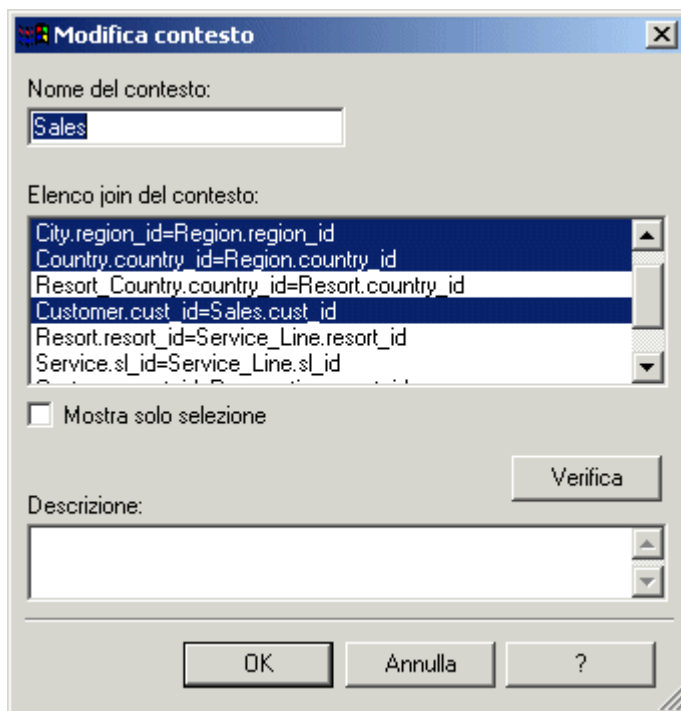 Modifica contesto
Nome del contesto:
Sales
Elenco join del contesto:
City.region_id=Region.region_id
Country.country_id=Region.country_id
Resort_Country.country_id=Resort.country_id
Customer.cust_id=Sales.cust_id
Resort.resort_id=Service_Line.resort_id
Service.sl_id=Service_Line.sl_id
Mostra solo selezione
Verifica
Descrizione:
OK Annulla ?